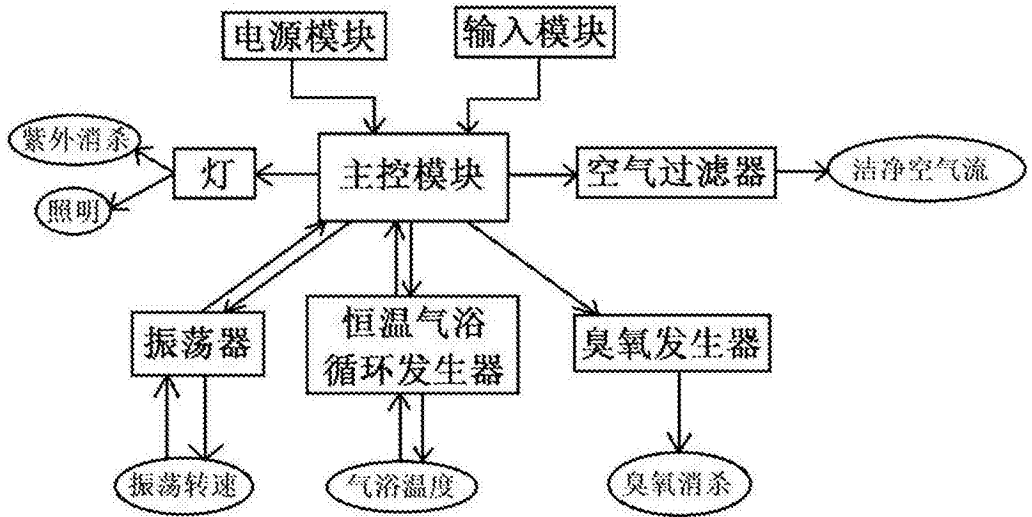 电源模块
输入模块
紫外消杀
灯
主控模块
空气过滤器
洁净空气流
照明
振荡器
恒温气浴
循环发生器
臭氧发生器
振荡转速
气浴温度
臭氧消杀